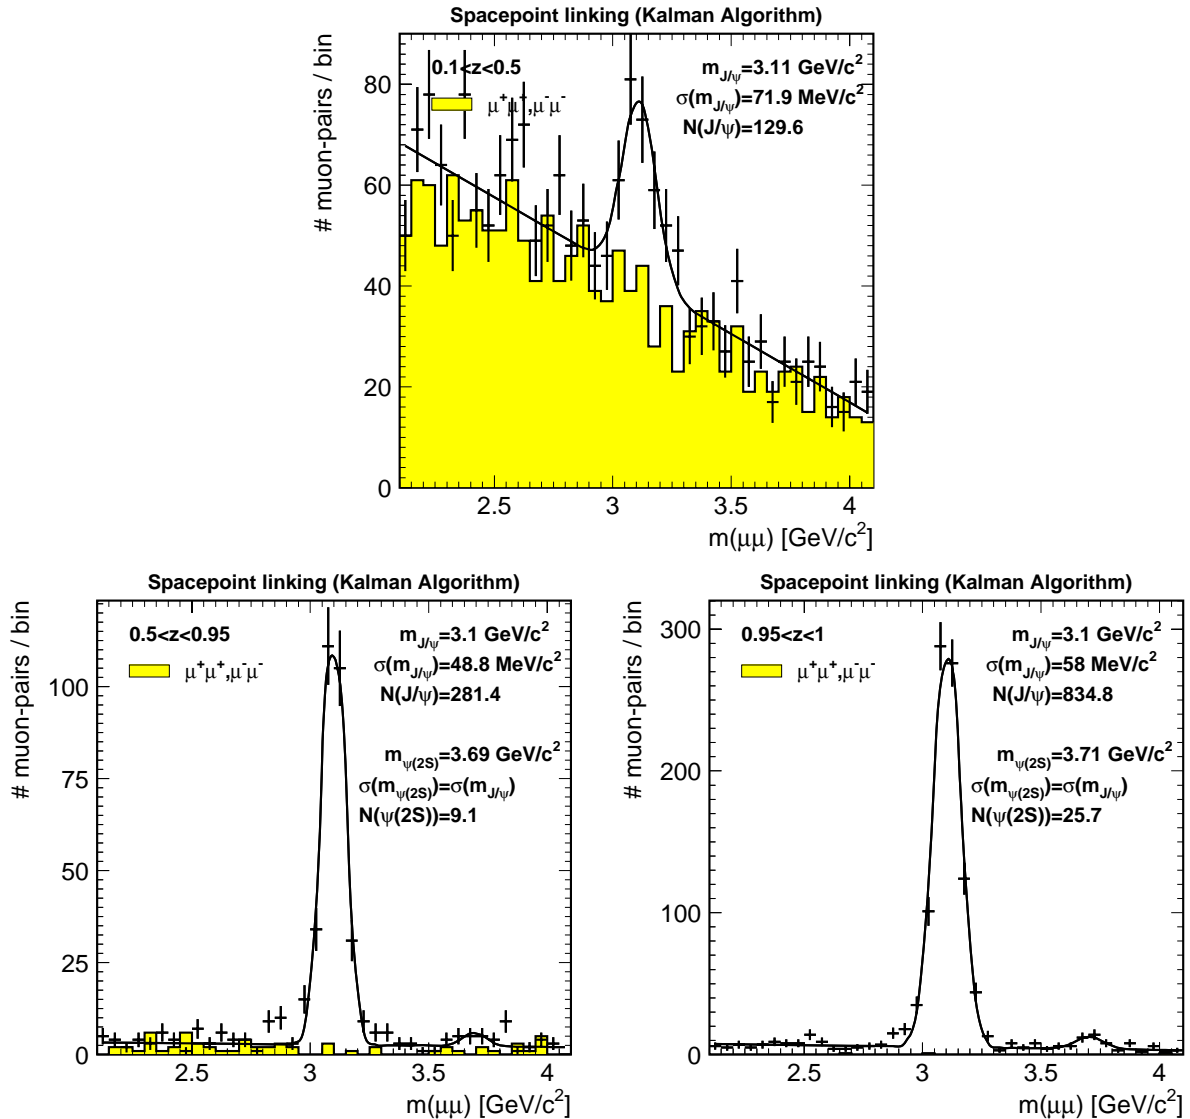 Spacepoint linking (Kalman Algorithm)
# muon-pairs / bin
80
60
40
20
0
0.1<z<0.5
μ⁺μ⁺,μ⁻μ⁻
m_J/ψ=3.11 GeV/c²
σ(m_J/ψ)=71.9 MeV/c²
N(J/ψ)=129.6
2.5 3 3.5 4
m(μμ) [GeV/c²]
Spacepoint linking (Kalman Algorithm)
# muon-pairs / bin
100
75
50
25
0
0.5<z<0.95
μ⁺μ⁺,μ⁻μ⁻
m_J/ψ=3.1 GeV/c²
σ(m_J/ψ)=48.8 MeV/c²
N(J/ψ)=281.4
m_ψ(2S)=3.69 GeV/c²
σ(m_ψ(2S))=σ(m_J/ψ)
N(ψ(2S))=9.1
2.5 3 3.5 4
m(μμ) [GeV/c²]
Spacepoint linking (Kalman Algorithm)
# muon-pairs / bin
300
200
100
0
0.95<z<1
μ⁺μ⁺,μ⁻μ⁻
m_J/ψ=3.1 GeV/c²
σ(m_J/ψ)=58 MeV/c²
N(J/ψ)=834.8
m_ψ(2S)=3.71 GeV/c²
σ(m_ψ(2S))=σ(m_J/ψ)
N(ψ(2S))=25.7
2.5 3 3.5 4
m(μμ) [GeV/c²]